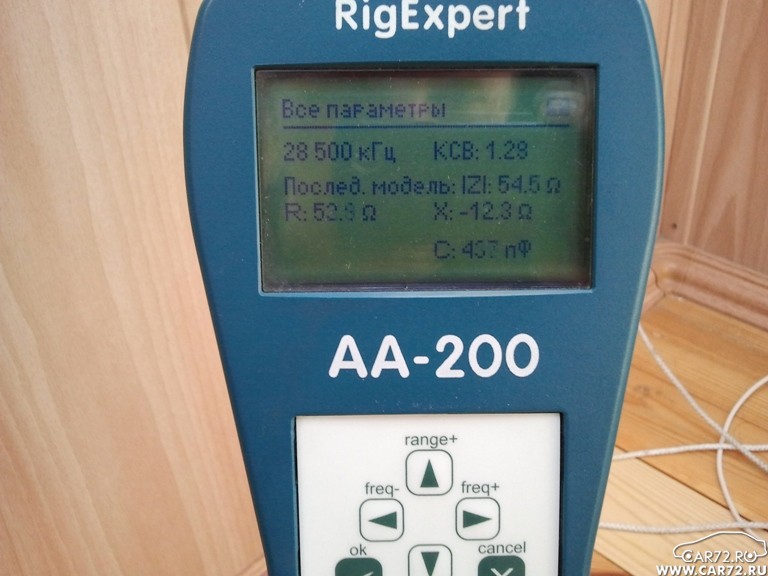 RigExpert
Все параметры
28 500 кГц КСВ: 1.28
Послед. модель: |Z|: 54.5 Ω
R: Ω X: -12.3 Ω
C: пФ
AA-200
range+
freq- freq+
ok cancel
CAR72.RU
WWW.CAR72.RU